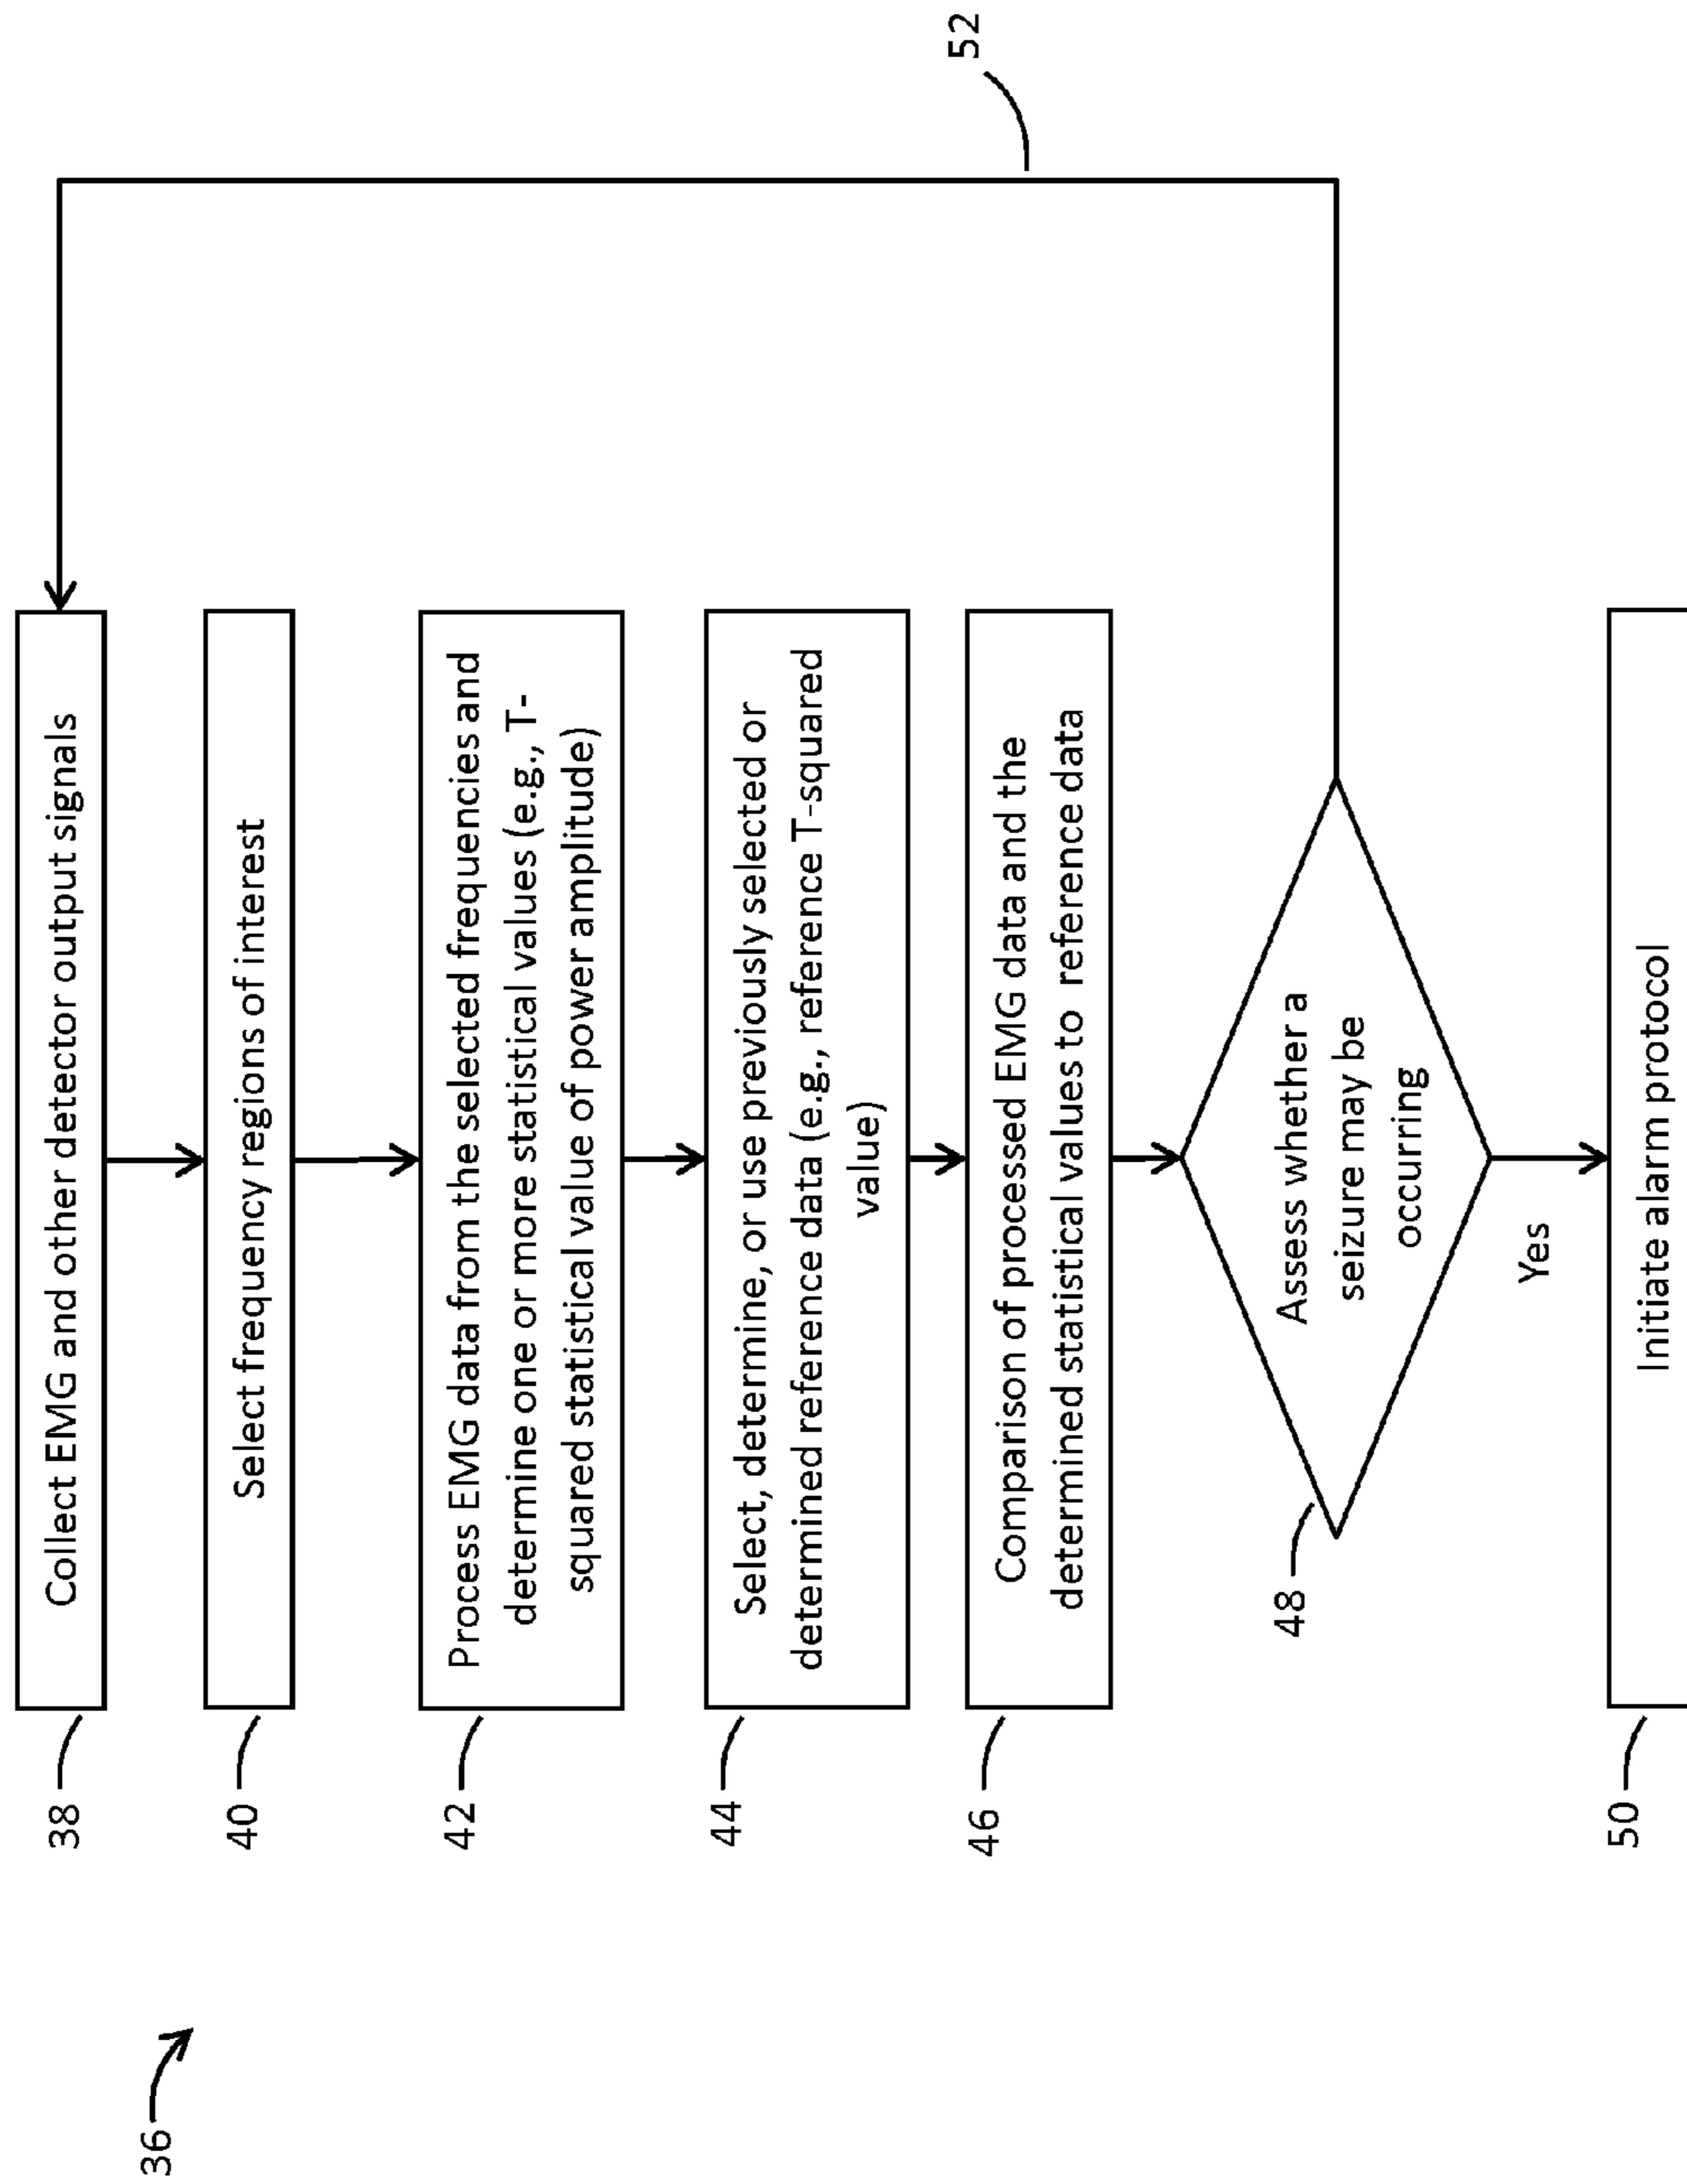 36
38
Collect EMG and other detector output signals
40
Select frequency regions of interest
42
Process EMG data from the selected frequencies and
determine one or more statistical values (e.g., T-
squared statistical value of power amplitude)
44
Select, determine, or use previously selected or
determined reference data (e.g., reference T-squared
value)
46
Comparison of processed EMG data and the
determined statistical values to reference data
48
Assess whether a
seizure may be
occurring
52
Yes
50
Initiate alarm protocol